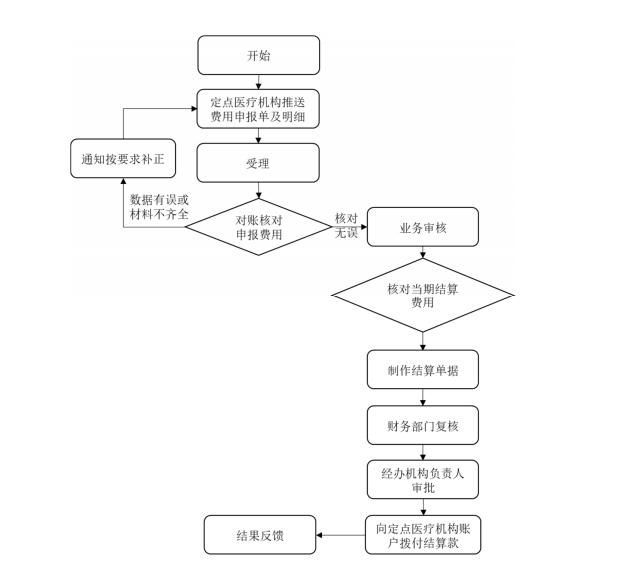 开始
定点医疗机构推送
费用申报单及明细
通知按要求补正
受理
数据有误或
材料不齐全
对账核对
申报费用
核对
无误
业务审核
核对当期结算
费用
制作结算单据
财务部门复核
经办机构负责人
审批
向定点医疗机构账
户拨付结算款
结果反馈